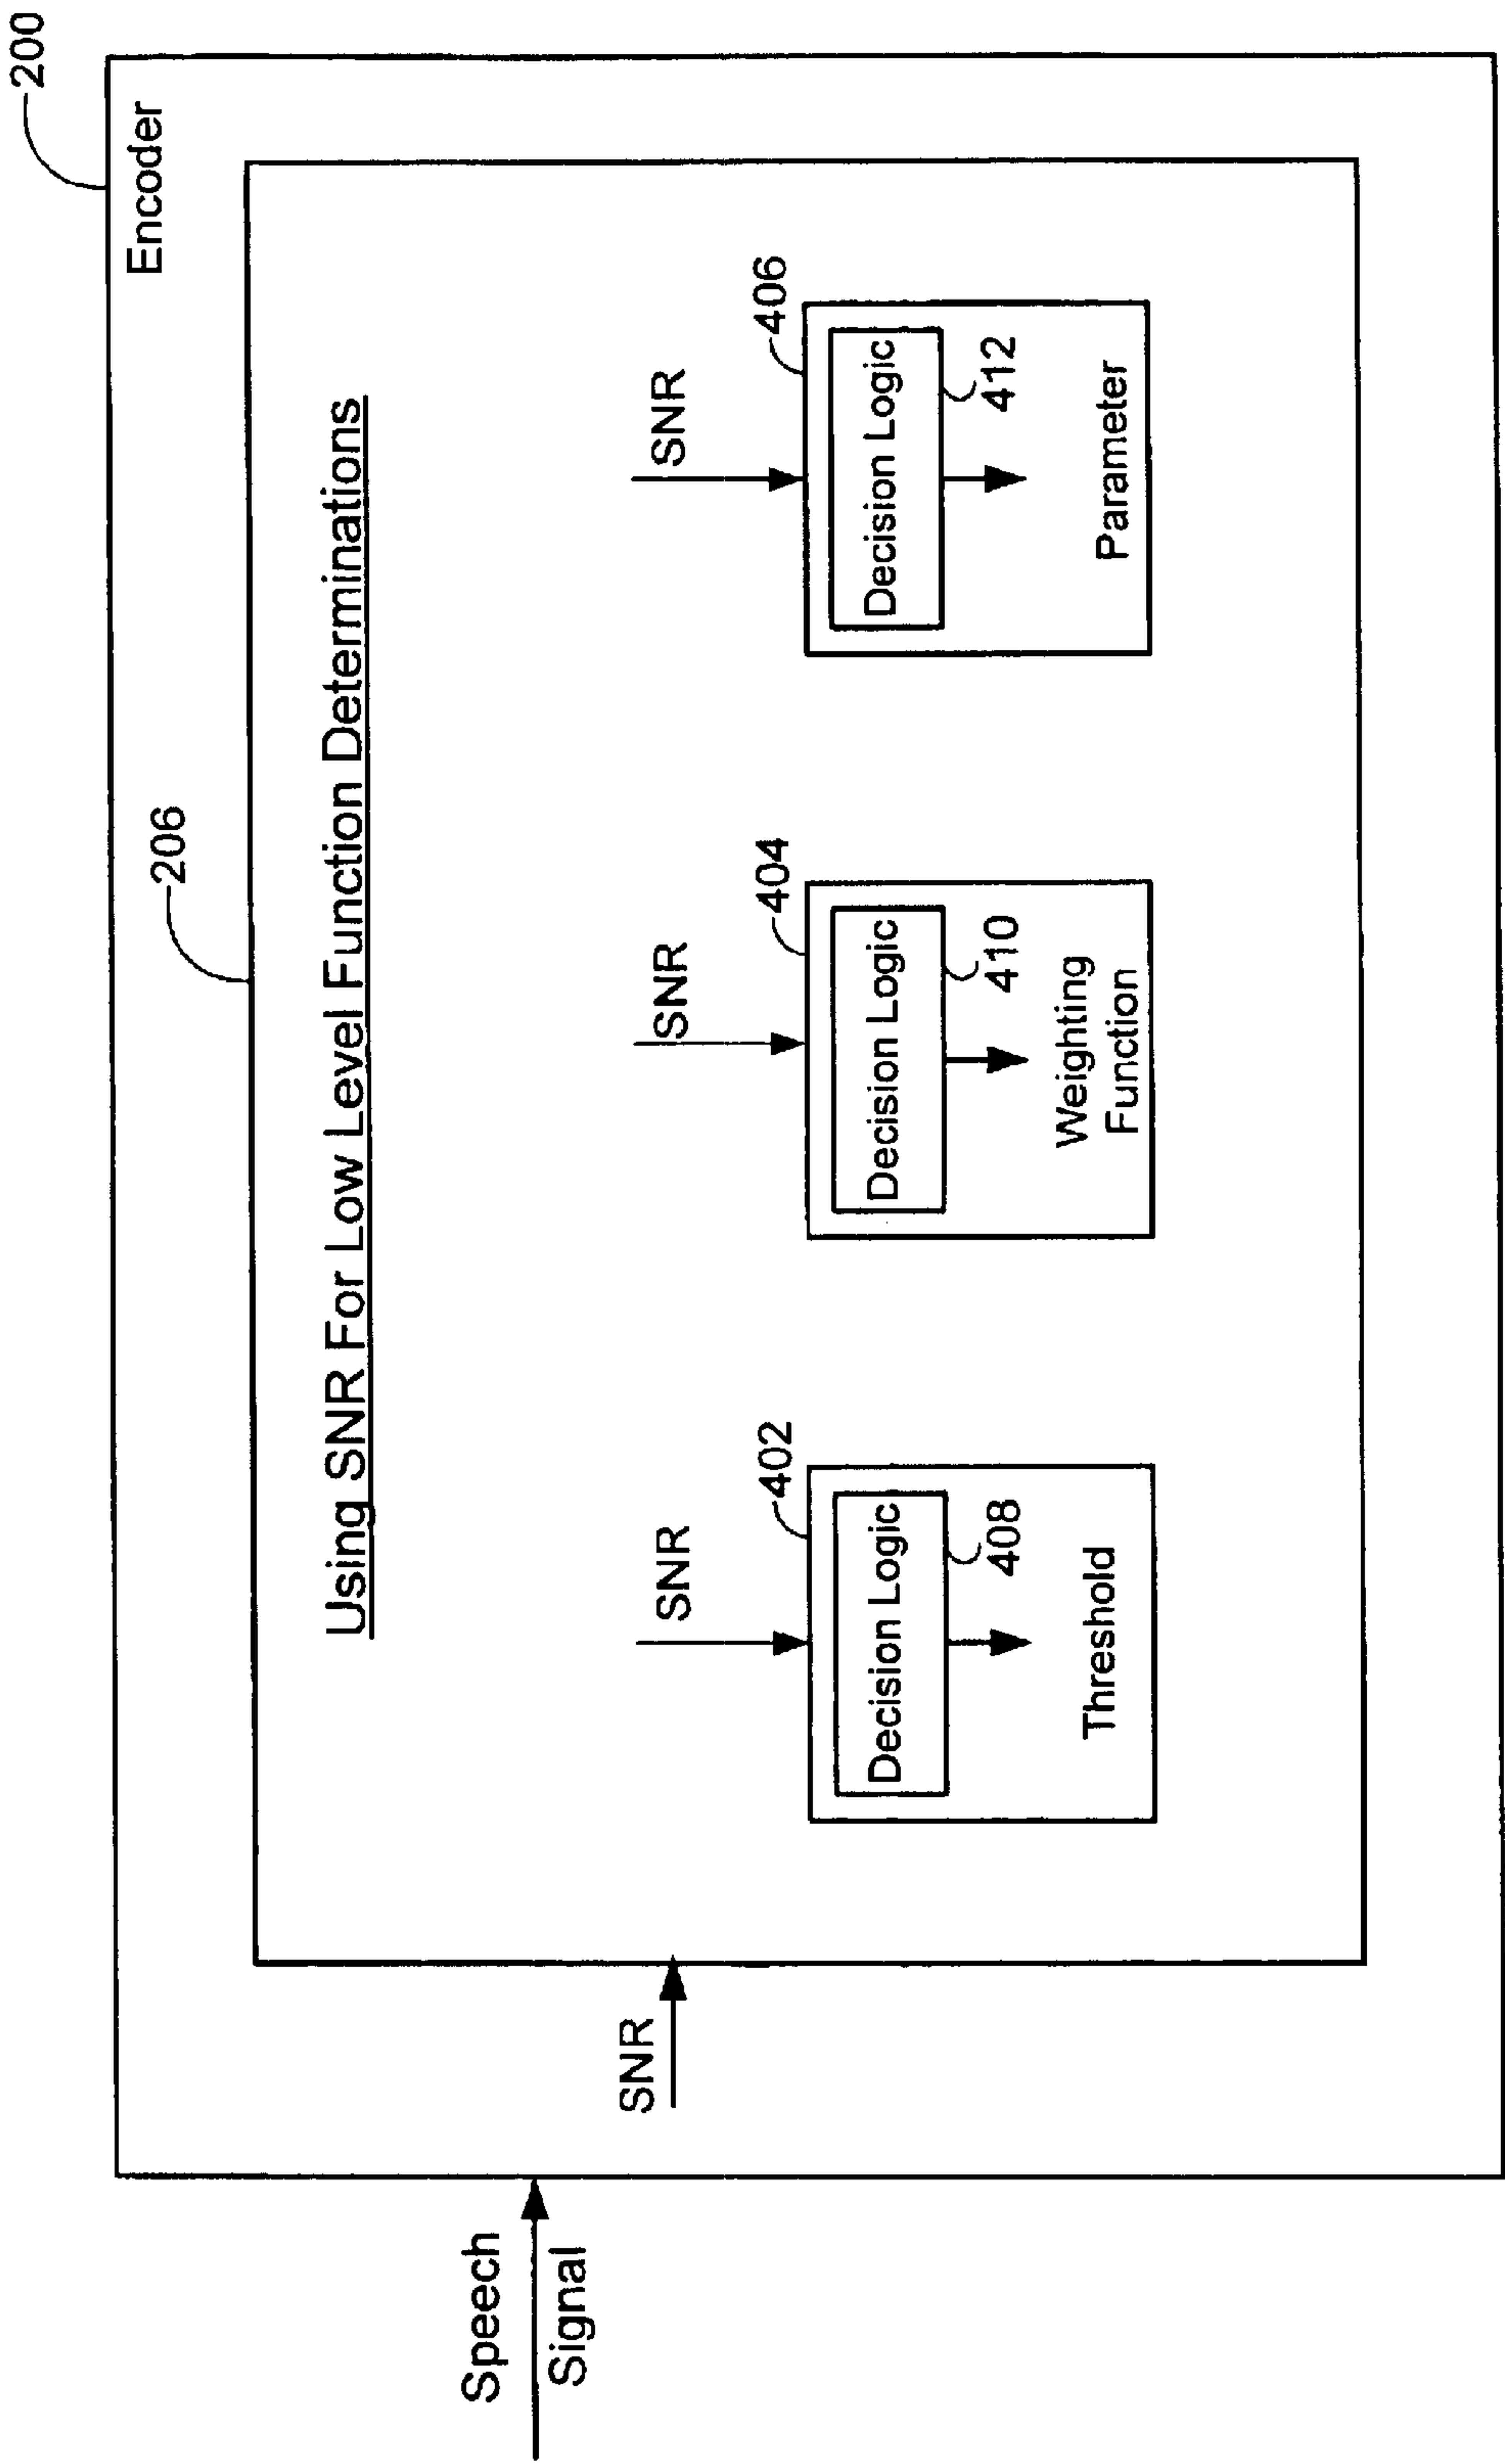 200
Encoder
206
Using SNR For Low Level Function Determinations
Speech
Signal
SNR
SNR
402
Decision Logic
408
Threshold
SNR
404
Decision Logic
410
Weighting
Function
SNR
406
Decision Logic
412
Parameter